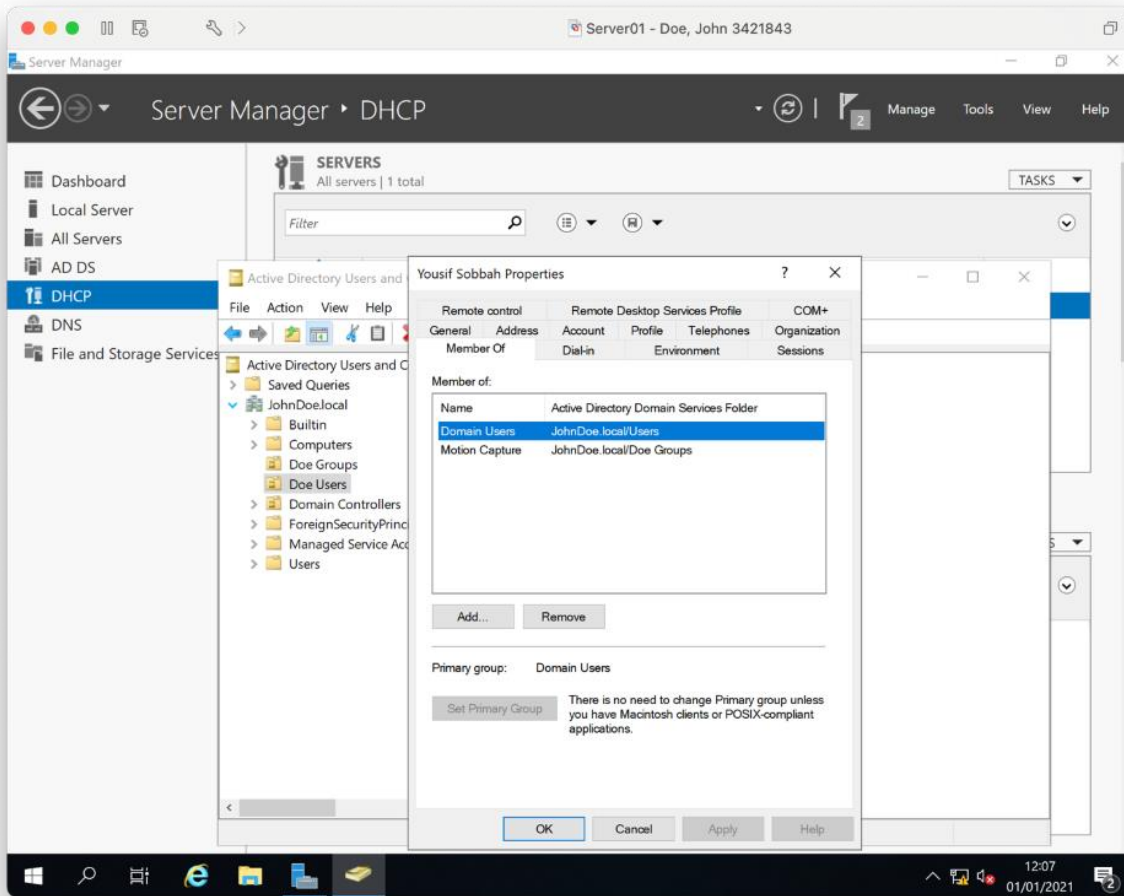 Server01 - Doe, John 3421843
Server Manager
Server Manager ‣ DHCP
2
Manage Tools View Help
Dashboard
Local Server
All Servers
AD DS
DHCP
DNS
File and Storage Services
SERVERS
All servers | 1 total
TASKS
Filter
Active Directory Users and
File Action View Help
Active Directory Users and C
Saved Queries
JohnDoe.local
Builtin
Computers
Doe Groups
Doe Users
Domain Controllers
ForeignSecurityPrinc
Managed Service Acc
Users
Yousif Sobbah Properties
Remote control Remote Desktop Services Profile COM+
General Address Account Profile Telephones Organization
Member Of Dial-in Environment Sessions
Member of:
Name Active Directory Domain Services Folder
Domain Users JohnDoe.local/Users
Motion Capture JohnDoe.local/Doe Groups
Add... Remove
Primary group: Domain Users
Set Primary Group
There is no need to change Primary group unless
you have Macintosh clients or POSIX-compliant
applications.
OK Cancel Apply Help
S
12:07
01/01/2021
2